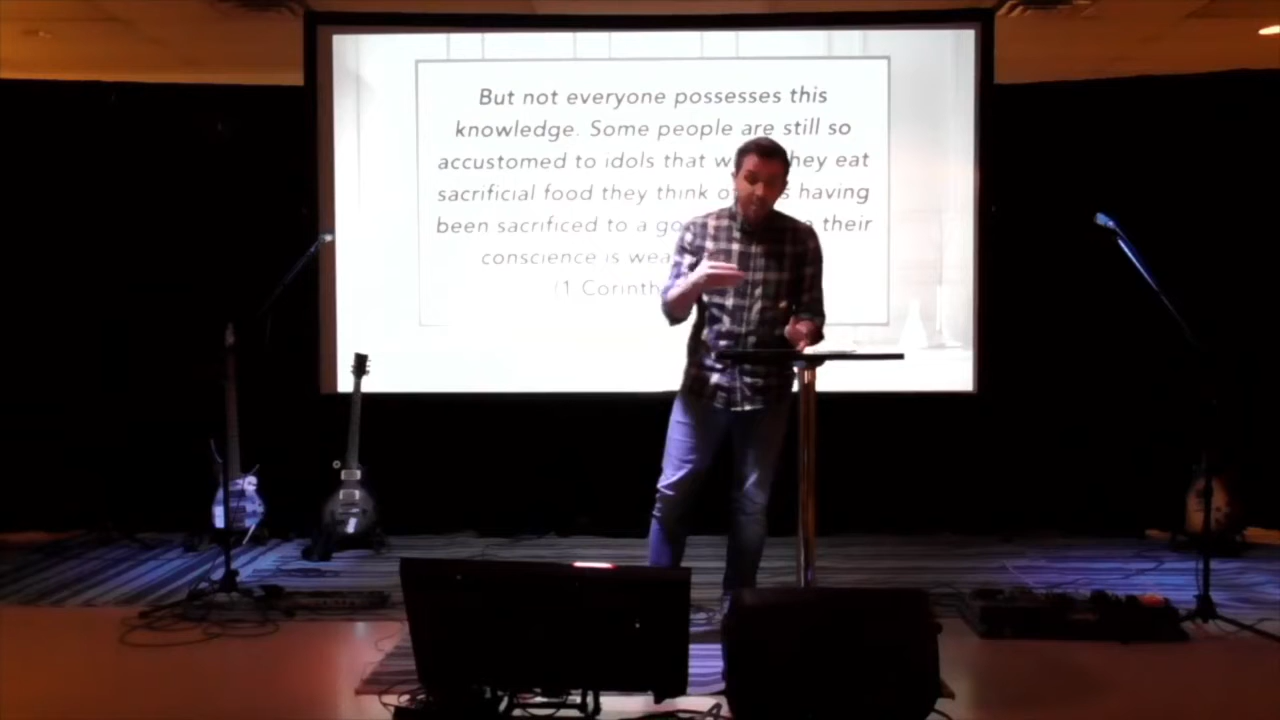 But not everyone possesses this
knowledge. Some people are still so
accustomed to idols that they eat
sacrificial food they think having
been sacrificed to a their
conscience is
(1